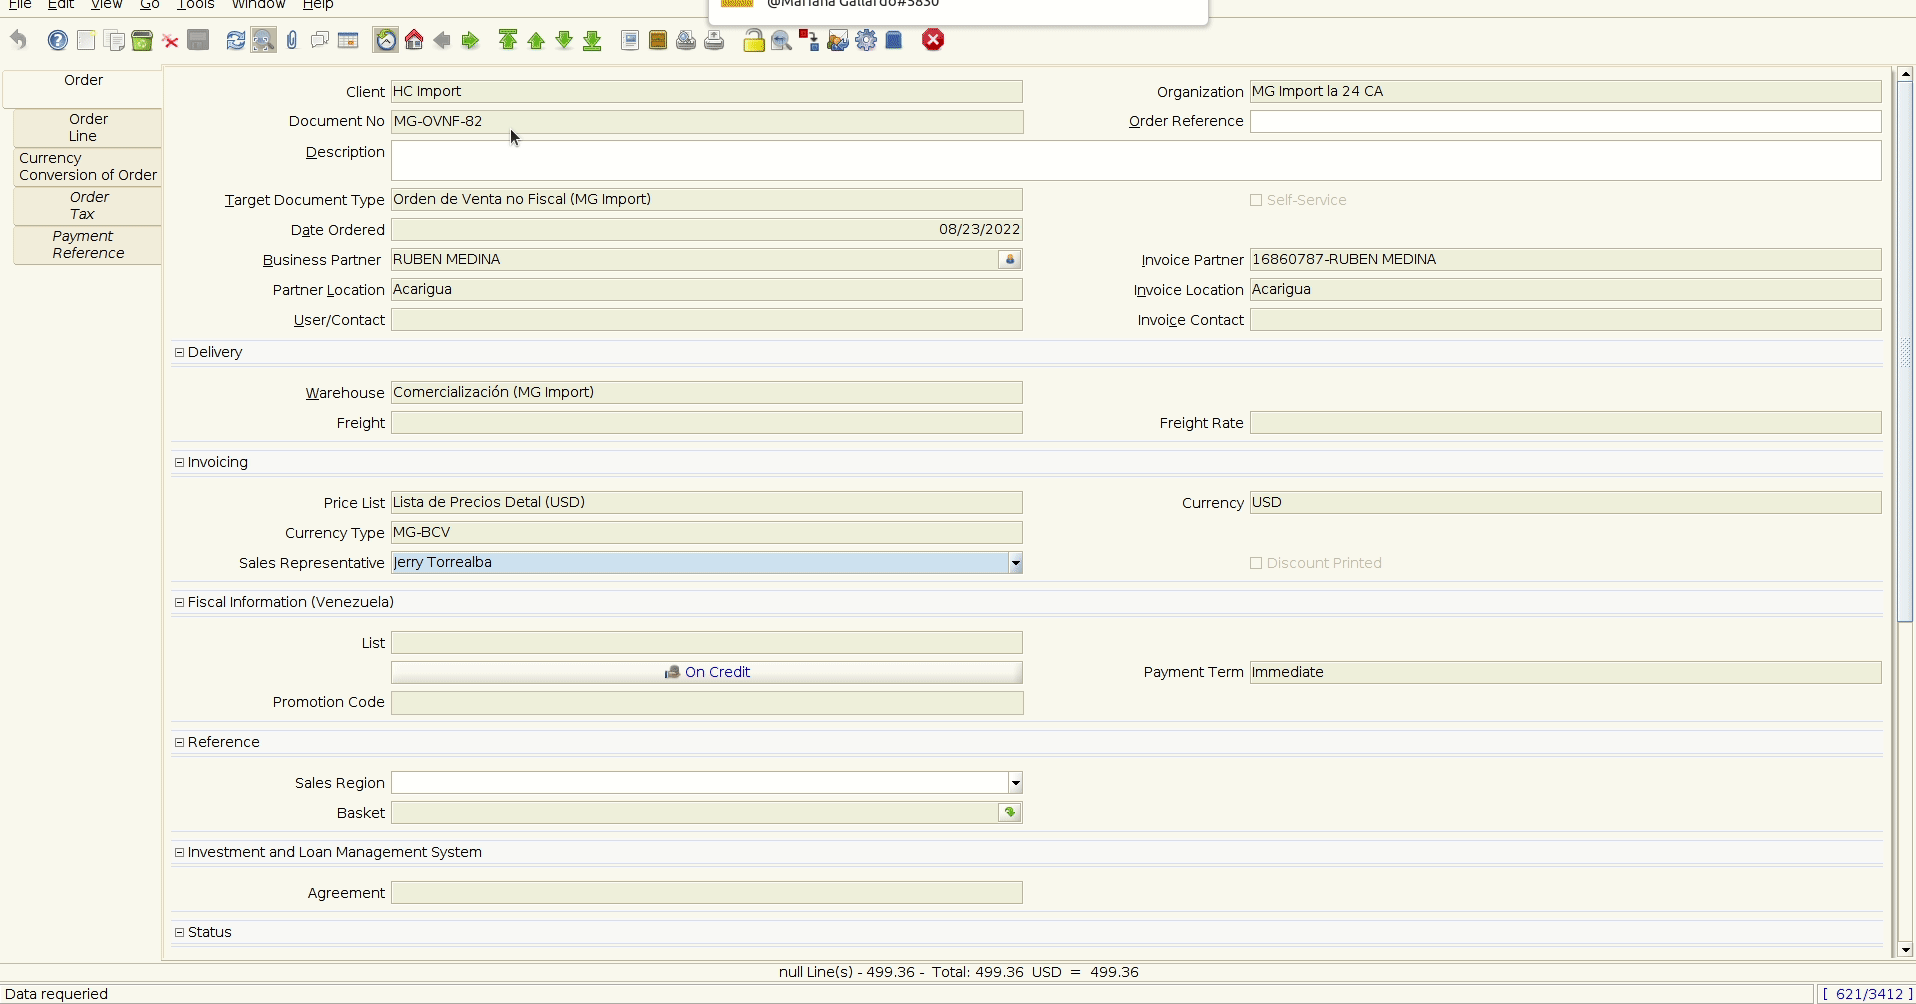 File Edit View Go Tools Window Help
@Mariana Gallardo#5830
Order
Order
Line
Currency
Conversion of Order
Order
Tax
Payment
Reference
Client HC Import Organization MG Import la 24 CA
Document No MG-OVNF-82 Order Reference
Description
Target Document Type Orden de Venta no Fiscal (MG Import) Self-Service
Date Ordered 08/23/2022
Business Partner RUBEN MEDINA Invoice Partner 16860787-RUBEN MEDINA
Partner Location Acarigua Invoice Location Acarigua
User/Contact Invoice Contact
Delivery
Warehouse Comercialización (MG Import)
Freight Freight Rate
Invoicing
Price List Lista de Precios Detal (USD) Currency USD
Currency Type MG-BCV
Sales Representative Jerry Torrealba Discount Printed
Fiscal Information (Venezuela)
List
On Credit Payment Term Immediate
Promotion Code
Reference
Sales Region
Basket
Investment and Loan Management System
Agreement
Status
null Line(s) - 499.36 - Total: 499.36 USD = 499.36
Data requeried [ 621/3412 ]